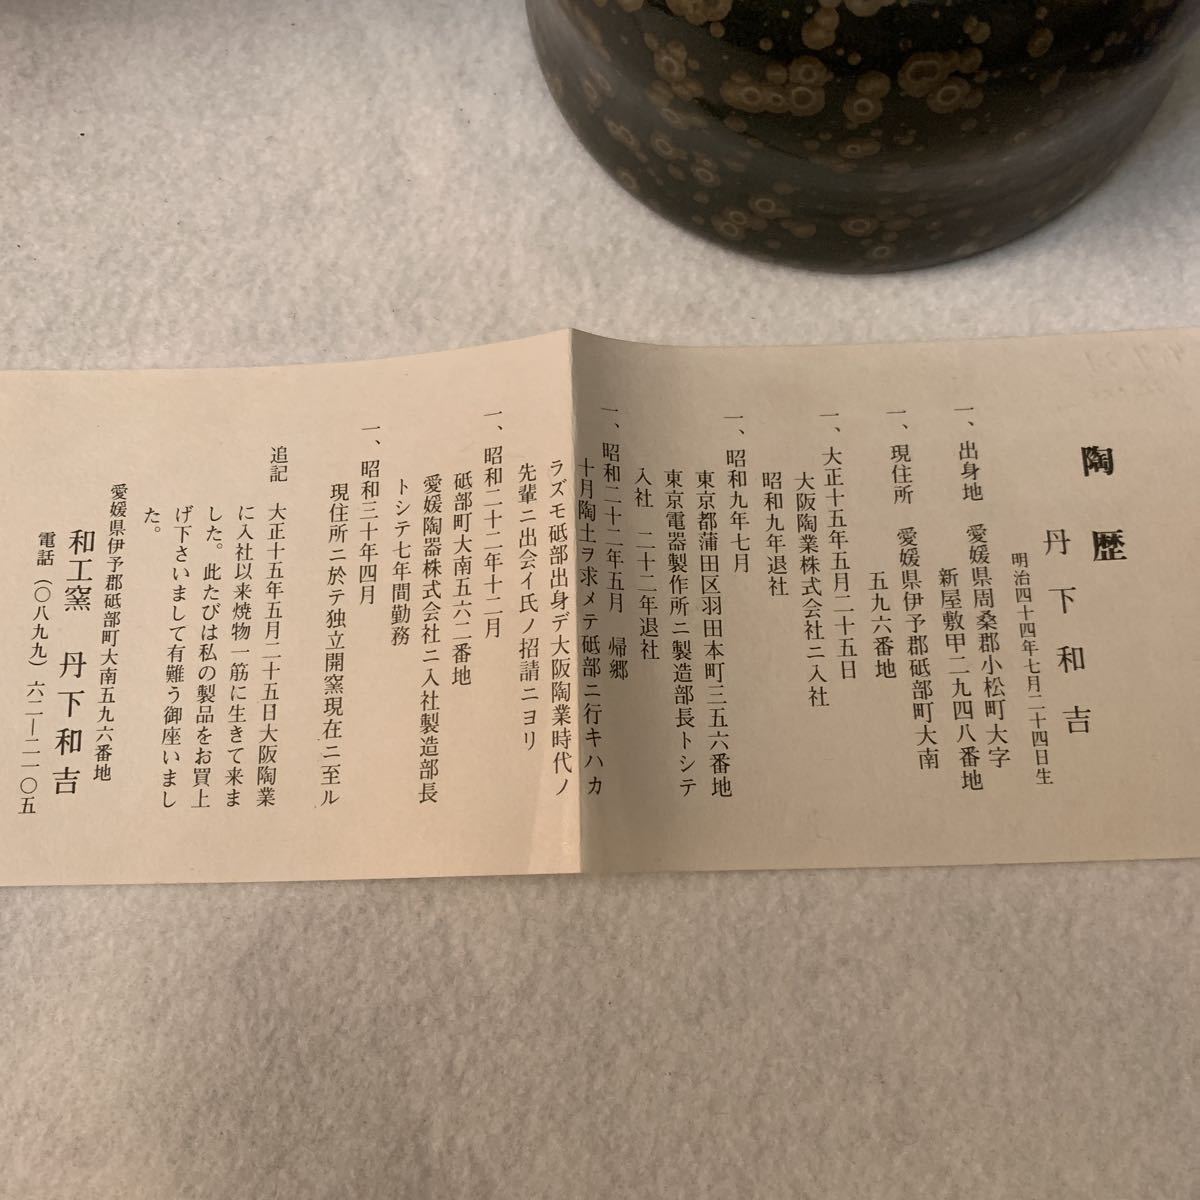 陶歴
丹下和吉
明治四十四年七月二十四日生
一、出身地　愛媛県周桑郡小松町大字
新屋敷甲二九四八番地
一、現住所　愛媛県伊予郡砥部町大南
五九六番地
一、大正十五年五月二十五日
大阪陶業株式会社ニ入社
昭和九年退社
一、昭和九年七月
東京都蒲田区羽田本町三五六番地
東京電器製作所ニ製造部長トシテ
入社　二十二年退社
一、昭和二十二年五月　帰郷
十月陶土ヲ求メテ砥部ニ行キハカ
ラズモ砥部出身デ大阪陶業時代ノ
先輩ニ出会イ氏ノ招請ニヨリ
一、昭和二十二年十二月
砥部町大南五六二番地
愛媛陶器株式会社ニ入社製造部長
トシテ七年間勤務
一、昭和三十年四月
現住所ニ於テ独立開窯現在ニ至ル
追記　大正十五年五月二十五日大阪陶業
に入社以来焼物一筋に生きて来ま
した。此たびは私の製品をお買上
げ下さいまして有難う御座いまし
た。
愛媛県伊予郡砥部町大南五九六番地
和工窯　丹下和吉
電話（〇八九九）六二―二一〇五